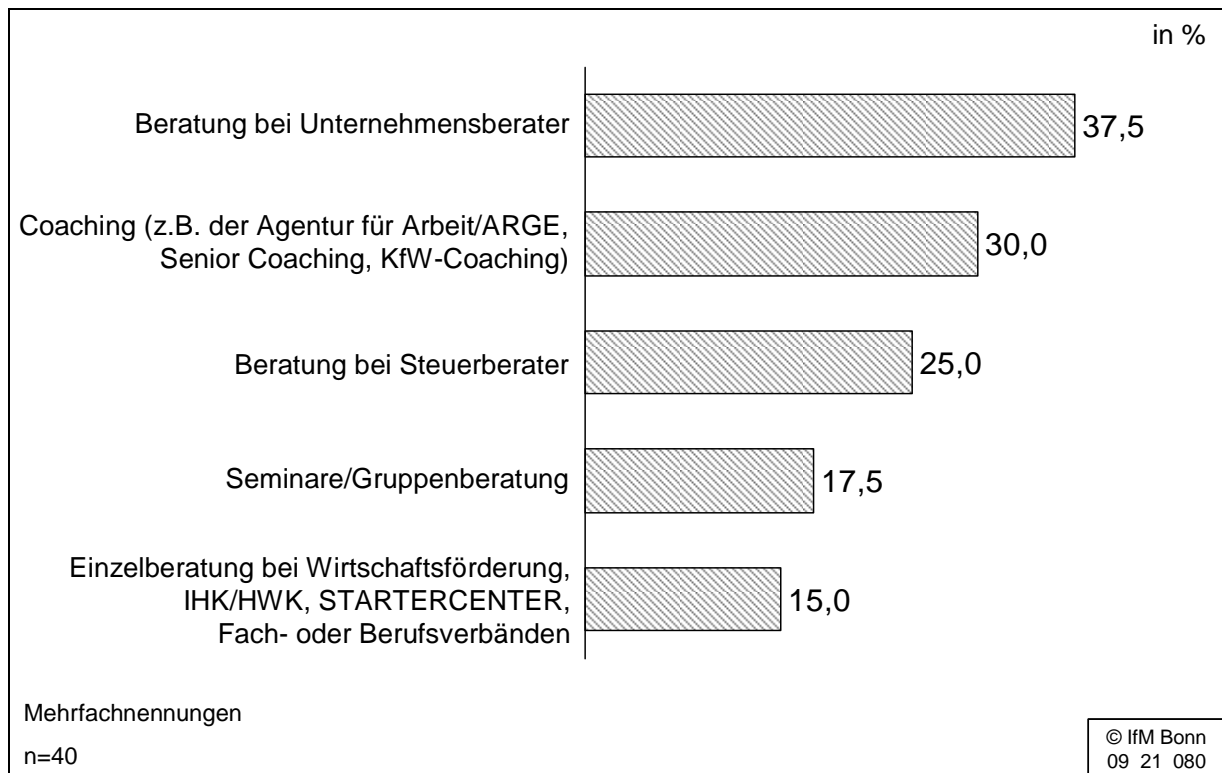 in %
Beratung bei Unternehmensberater
37,5
Coaching (z.B. der Agentur für Arbeit/ARGE,
Senior Coaching, KfW-Coaching)
30,0
Beratung bei Steuerberater
25,0
Seminare/Gruppenberatung
17,5
Einzelberatung bei Wirtschaftsförderung,
IHK/HWK, STARTERCENTER,
Fach- oder Berufsverbänden
15,0
Mehrfachnennungen
n=40
© IfM Bonn
09 21 080